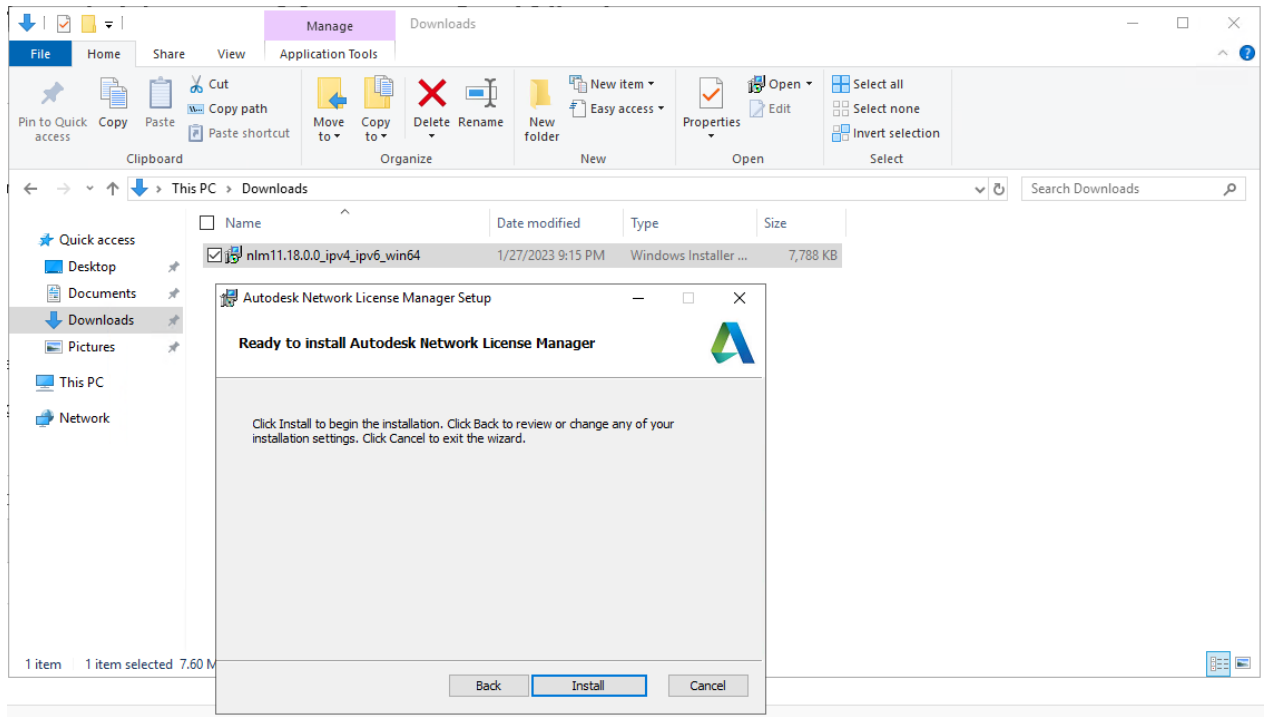 Manage
Downloads
File
Home
Share
View
Application Tools
Pin to Quick access
Copy
Paste
Cut
Copy path
Paste shortcut
Clipboard
Move to
Copy to
Delete
Rename
Organize
New folder
New item
Easy access
New
Properties
Open
Edit
Open
Select all
Select none
Invert selection
Select
This PC > Downloads
Search Downloads
Name
Date modified
Type
Size
nlm11.18.0.0_ipv4_ipv6_win64
1/27/2023 9:15 PM
Windows Installer ...
7,788 KB
Quick access
Desktop
Documents
Downloads
Pictures
This PC
Network
Autodesk Network License Manager Setup
Ready to install Autodesk Network License Manager
Click Install to begin the installation. Click Back to review or change any of your
installation settings. Click Cancel to exit the wizard.
Back
Install
Cancel
1 item
1 item selected
7.60 M